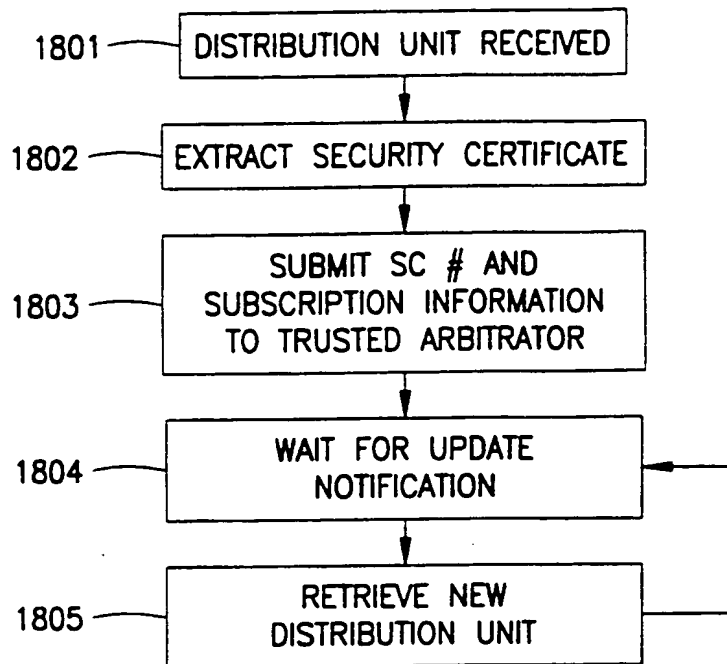 1801 DISTRIBUTION UNIT RECEIVED
1802 EXTRACT SECURITY CERTIFICATE
SUBMIT SC # AND
1803 SUBSCRIPTION INFORMATION
TO TRUSTED ARBITRATOR
1804 WAIT FOR UPDATE
NOTIFICATION
1805 RETRIEVE NEW
DISTRIBUTION UNIT